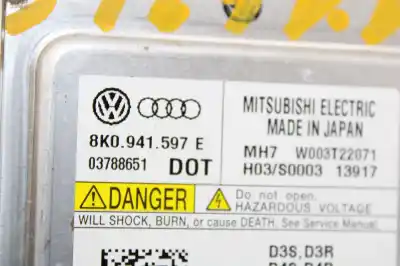 MITSUBISHI ELECTRIC
MADE IN JAPAN
8K0.941.597 E
03788651 DOT
MH7 W003T22071
H03/S0003 13917
DANGER
Do not open.
HAZARDOUS VOLTAGE
WILL SHOCK, BURN, or cause DEATH. See Service Manual.
D3S, D3R